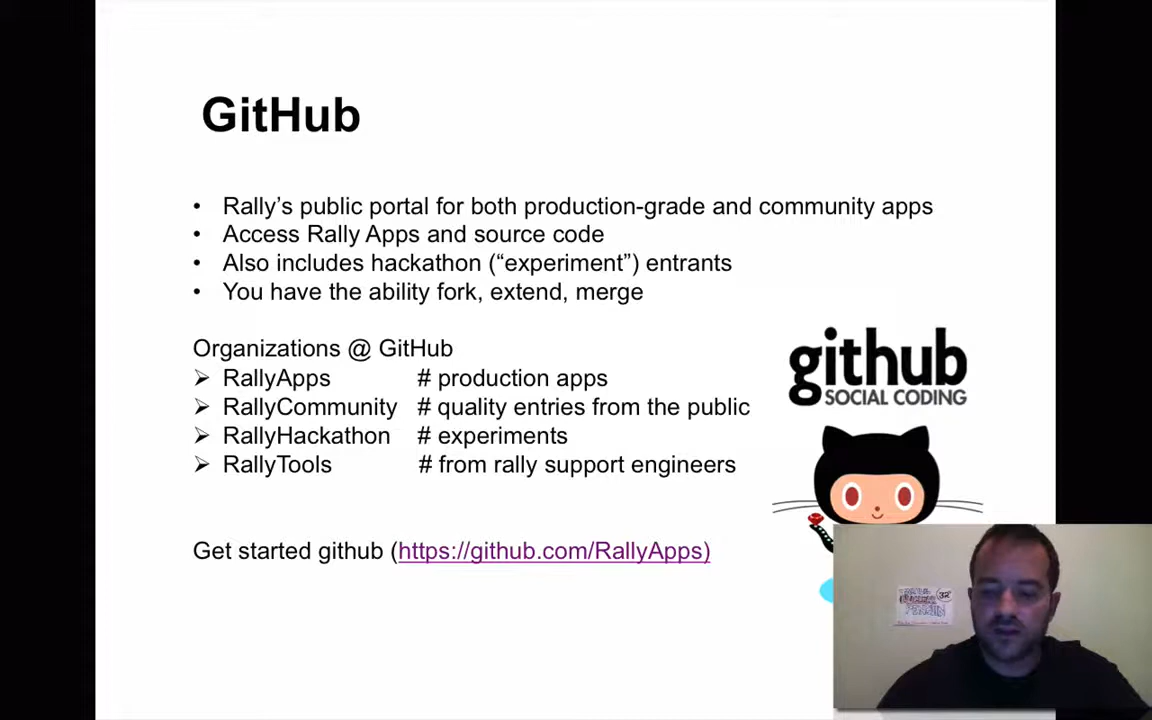 GitHub
• Rally’s public portal for both production-grade and community apps
• Access Rally Apps and source code
• Also includes hackathon (“experiment”) entrants
• You have the ability fork, extend, merge
Organizations @ GitHub
➢ RallyApps # production apps
➢ RallyCommunity # quality entries from the public
➢ RallyHackathon # experiments
➢ RallyTools # from rally support engineers
github
SOCIAL CODING
Get started github (https://github.com/RallyApps)